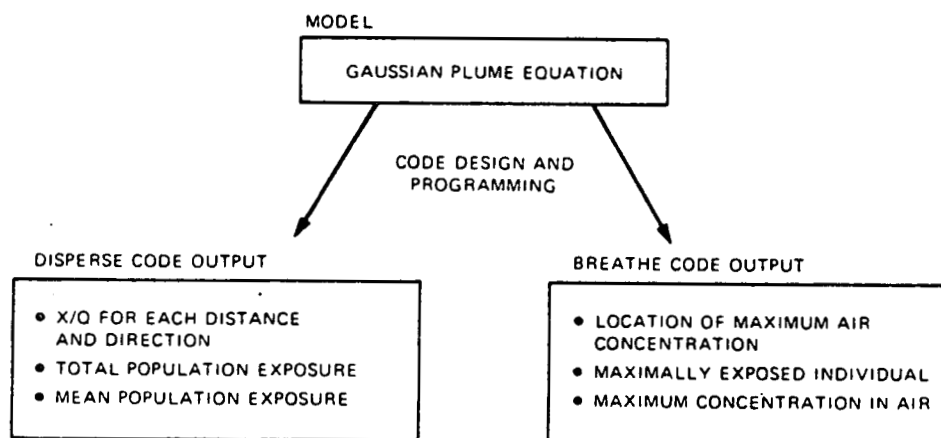 MODEL
GAUSSIAN PLUME EQUATION
CODE DESIGN AND
PROGRAMMING
DISPERSE CODE OUTPUT
• X/Q FOR EACH DISTANCE
AND DIRECTION
• TOTAL POPULATION EXPOSURE
• MEAN POPULATION EXPOSURE
BREATHE CODE OUTPUT
• LOCATION OF MAXIMUM AIR
CONCENTRATION
• MAXIMALLY EXPOSED INDIVIDUAL
• MAXIMUM CONCENTRATION IN AIR